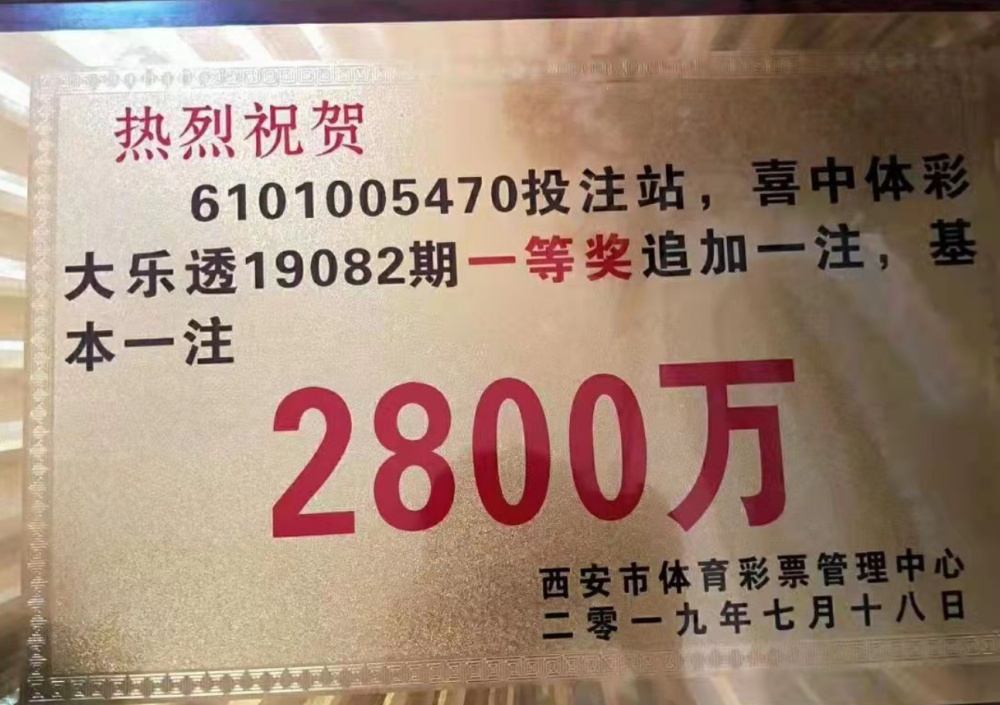 热烈祝贺
6101005470投注站，喜中体彩
大乐透19082期一等奖追加一注，基
本一注
2800万
西安市体育彩票管理中心
二零一九年七月十八日